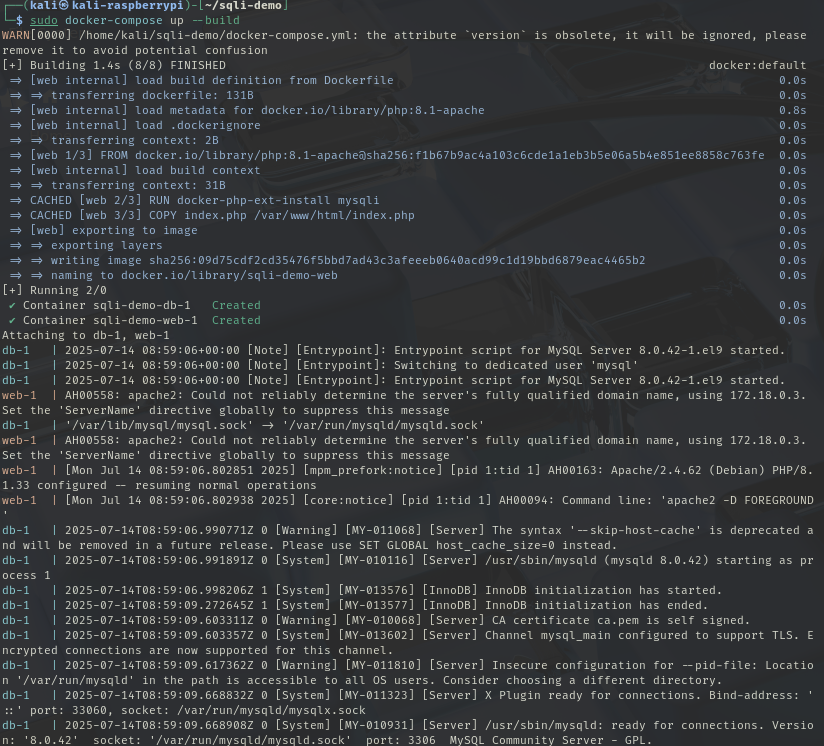 ┌──(kali㉿kali-raspberrypi)-[~/sqli-demo]
└─$ sudo docker-compose up --build
WARN[0000] /home/kali/sqli-demo/docker-compose.yml: the attribute `version` is obsolete, it will be ignored, please
remove it to avoid potential confusion
[+] Building 1.4s (8/8) FINISHED docker:default
=> [web internal] load build definition from Dockerfile 0.0s
=> => transferring dockerfile: 131B 0.0s
=> [web internal] load metadata for docker.io/library/php:8.1-apache 0.8s
=> [web internal] load .dockerignore 0.0s
=> => transferring context: 2B 0.0s
=> [web 1/3] FROM docker.io/library/php:8.1-apache@sha256:f1b67b9ac4a103c6cde1a1eb3b5e06a5b4e851ee8858c763fe 0.0s
=> [web internal] load build context 0.0s
=> => transferring context: 31B 0.0s
=> CACHED [web 2/3] RUN docker-php-ext-install mysqli 0.0s
=> CACHED [web 3/3] COPY index.php /var/www/html/index.php 0.0s
=> [web] exporting to image 0.0s
=> => exporting layers 0.0s
=> => writing image sha256:09d75cdf2cd35476f5bbd7ad43c3afeeeb0640acd99c1d19bbd6879eac4465b2 0.0s
=> => naming to docker.io/library/sqli-demo-web 0.0s
[+] Running 2/0
✔ Container sqli-demo-db-1 Created 0.0s
✔ Container sqli-demo-web-1 Created 0.0s
Attaching to db-1, web-1
db-1 | 2025-07-14 08:59:06+00:00 [Note] [Entrypoint]: Entrypoint script for MySQL Server 8.0.42-1.el9 started.
db-1 | 2025-07-14 08:59:06+00:00 [Note] [Entrypoint]: Switching to dedicated user 'mysql'
db-1 | 2025-07-14 08:59:06+00:00 [Note] [Entrypoint]: Entrypoint script for MySQL Server 8.0.42-1.el9 started.
web-1 | AH00558: apache2: Could not reliably determine the server's fully qualified domain name, using 172.18.0.3.
Set the 'ServerName' directive globally to suppress this message
db-1 | '/var/lib/mysql/mysql.sock' -> '/var/run/mysqld/mysqld.sock'
web-1 | AH00558: apache2: Could not reliably determine the server's fully qualified domain name, using 172.18.0.3.
Set the 'ServerName' directive globally to suppress this message
web-1 | [Mon Jul 14 08:59:06.802851 2025] [mpm_prefork:notice] [pid 1:tid 1] AH00163: Apache/2.4.62 (Debian) PHP/8.
1.33 configured -- resuming normal operations
web-1 | [Mon Jul 14 08:59:06.802938 2025] [core:notice] [pid 1:tid 1] AH00094: Command line: 'apache2 -D FOREGROUND
'
db-1 | 2025-07-14T08:59:06.990771Z 0 [Warning] [MY-011068] [Server] The syntax '--skip-host-cache' is deprecated a
nd will be removed in a future release. Please use SET GLOBAL host_cache_size=0 instead.
db-1 | 2025-07-14T08:59:06.991891Z 0 [System] [MY-010116] [Server] /usr/sbin/mysqld (mysqld 8.0.42) starting as pr
ocess 1
db-1 | 2025-07-14T08:59:06.998206Z 1 [System] [MY-013576] [InnoDB] InnoDB initialization has started.
db-1 | 2025-07-14T08:59:09.272645Z 1 [System] [MY-013577] [InnoDB] InnoDB initialization has ended.
db-1 | 2025-07-14T08:59:09.603311Z 0 [Warning] [MY-010068] [Server] CA certificate ca.pem is self signed.
db-1 | 2025-07-14T08:59:09.603357Z 0 [System] [MY-013602] [Server] Channel mysql_main configured to support TLS. E
ncrypted connections are now supported for this channel.
db-1 | 2025-07-14T08:59:09.617362Z 0 [Warning] [MY-011810] [Server] Insecure configuration for --pid-file: Locatio
n '/var/run/mysqld' in the path is accessible to all OS users. Consider choosing a different directory.
db-1 | 2025-07-14T08:59:09.668832Z 0 [System] [MY-011323] [Server] X Plugin ready for connections. Bind-address: '
::' port: 33060, socket: /var/run/mysqld/mysqlx.sock
db-1 | 2025-07-14T08:59:09.668908Z 0 [System] [MY-010931] [Server] /usr/sbin/mysqld: ready for connections. Versio
n: '8.0.42' socket: '/var/run/mysqld/mysqld.sock' port: 3306 MySQL Community Server - GPL.